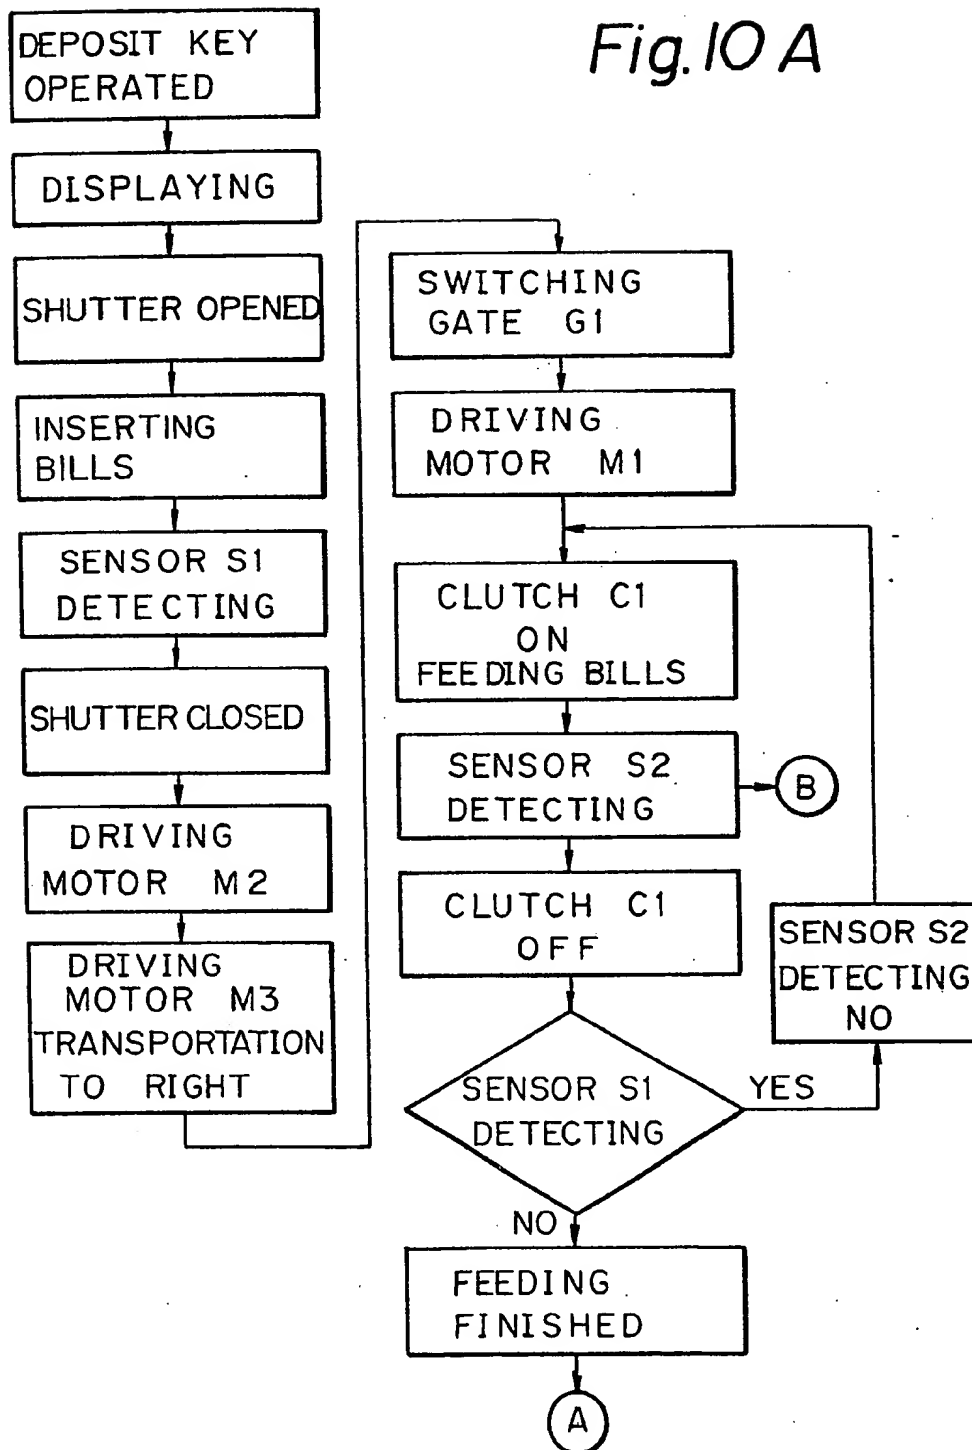 Fig. 10 A
DEPOSIT KEY
OPERATED
DISPLAYING
SHUTTER OPENED
INSERTING
BILLS
SENSOR S1
DETECTING
SHUTTER CLOSED
DRIVING
MOTOR M2
DRIVING
MOTOR M3
TRANSPORTATION
TO RIGHT
SWITCHING
GATE G1
DRIVING
MOTOR M1
CLUTCH C1
ON
FEEDING BILLS
SENSOR S2
DETECTING
B
CLUTCH C1
OFF
SENSOR S1
DETECTING
YES
SENSOR S2
DETECTING
NO
NO
FEEDING
FINISHED
A